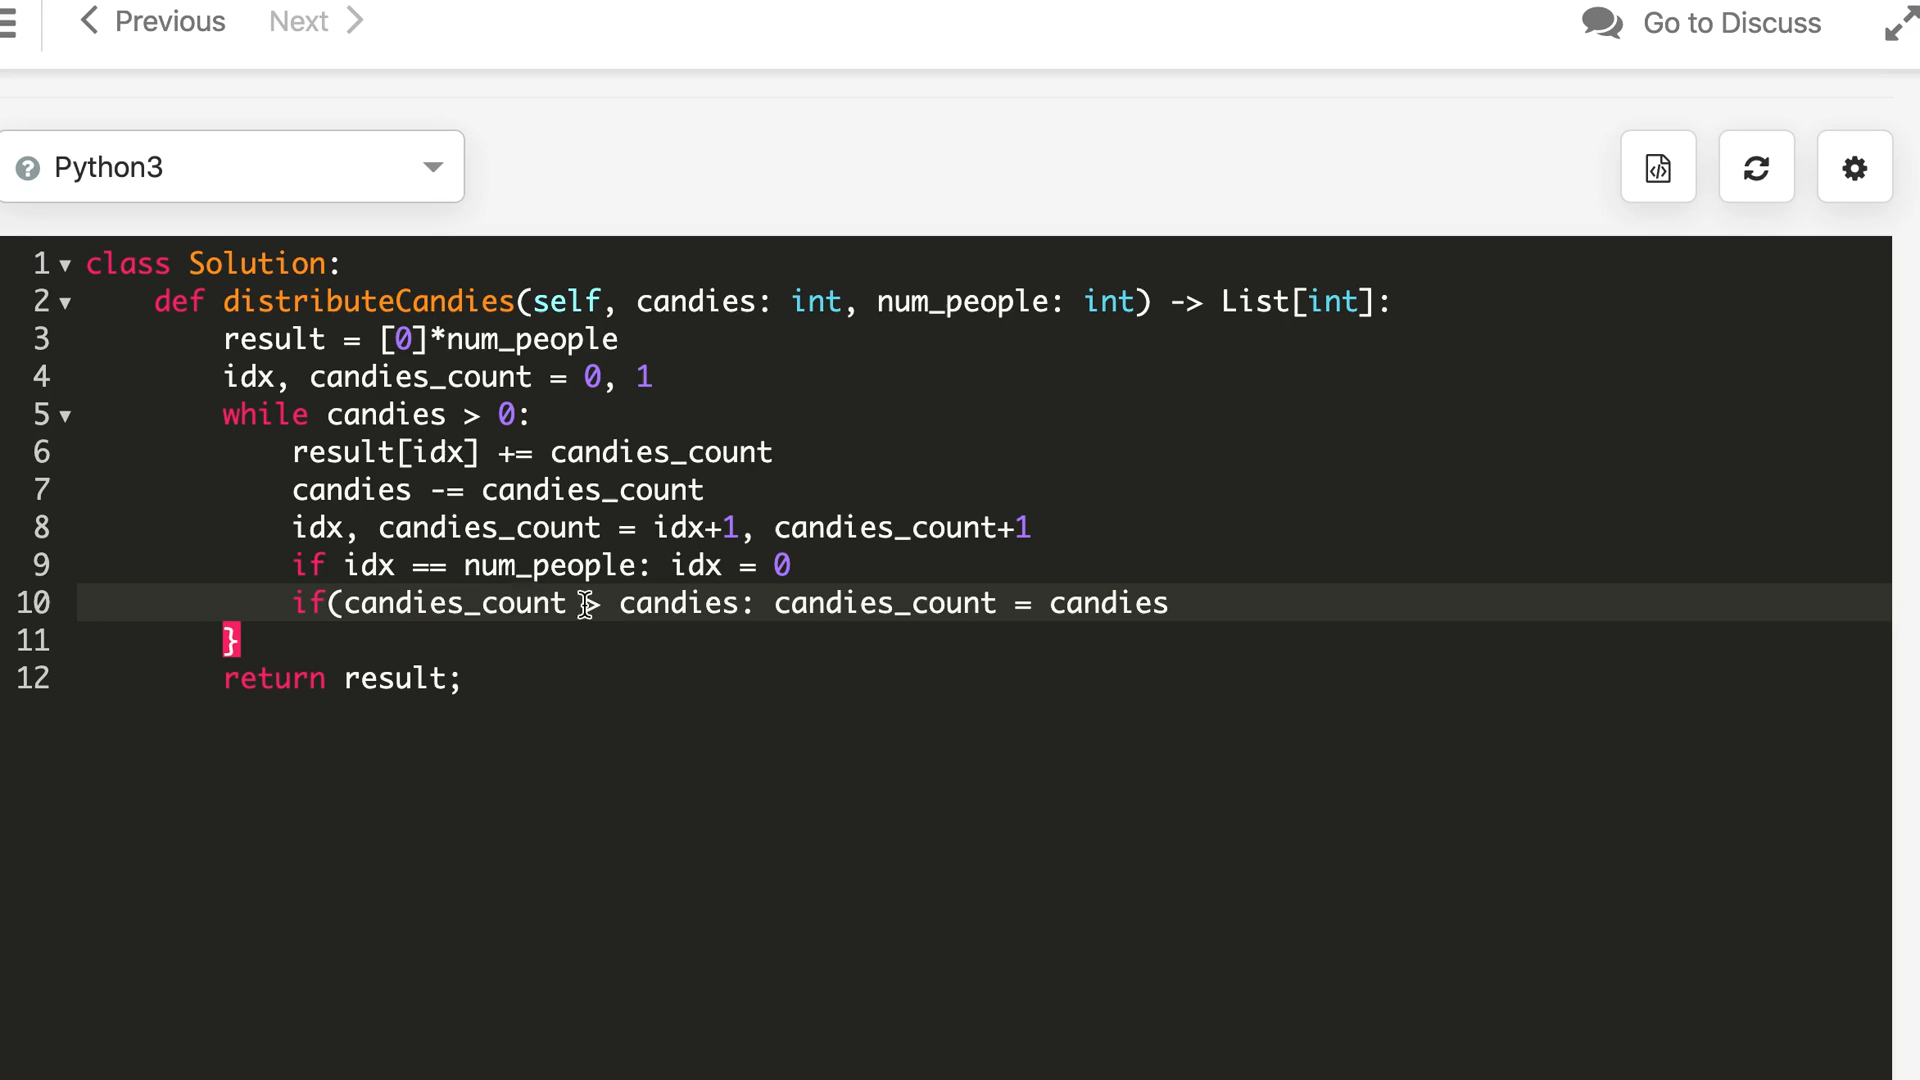 Previous Next Go to Discuss
Python3
1 class Solution:
2 def distributeCandies(self, candies: int, num_people: int) -> List[int]:
3 result = [0]*num_people
4 idx, candies_count = 0, 1
5 while candies > 0:
6 result[idx] += candies_count
7 candies -= candies_count
8 idx, candies_count = idx+1, candies_count+1
9 if idx == num_people: idx = 0
10 if(candies_count > candies: candies_count = candies
11 }
12 return result;